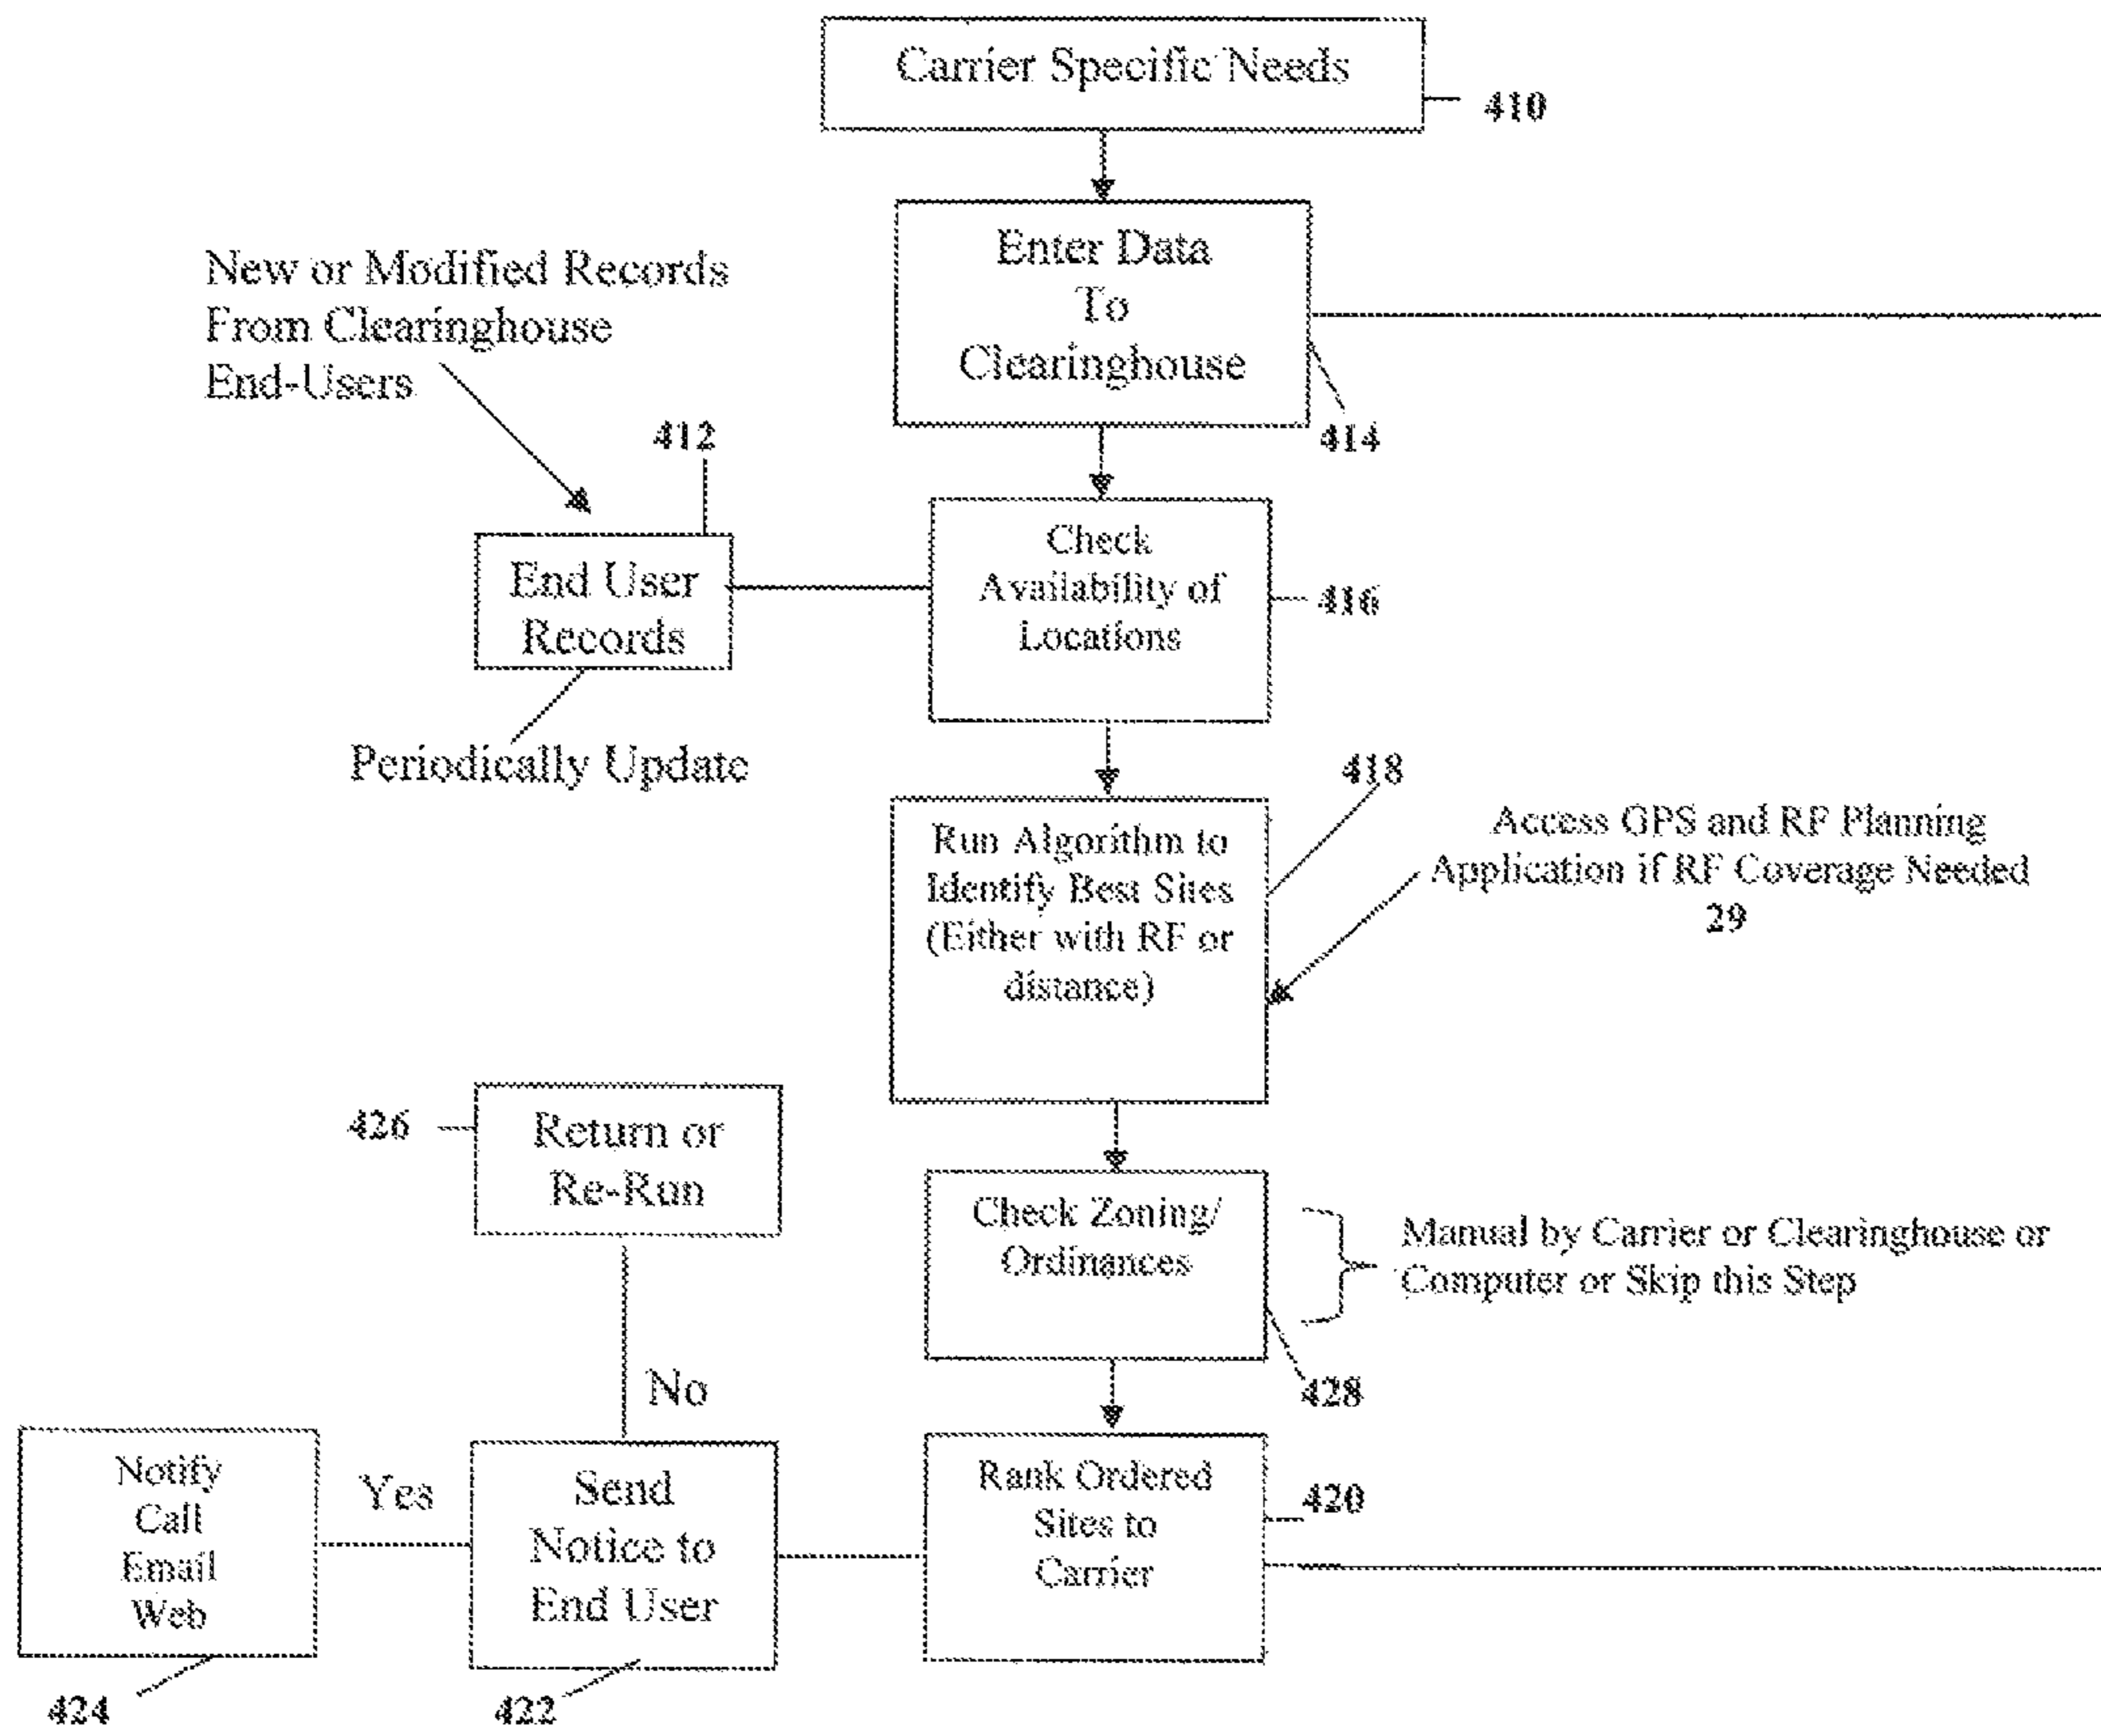 Carrier Specific Needs
410
Enter Data
To
Clearinghouse
414
New or Modified Records
From Clearinghouse
End-Users
412
End User
Records
Periodically Update
Check
Availability of
Locations
416
418
Run Algorithm to
Identify Best Sites
(Either with RF or
distance)
Access GPS and RF Planning
Application if RF Coverage Needed
29
426
Return or
Re-Run
Check Zoning/
Ordinances
Manual by Carrier or Clearinghouse or
Computer or Skip this Step
428
No
Notify
Call
Email
Web
Yes
Send
Notice to
End User
Rank Ordered
Sites to
Carrier
420
424
422